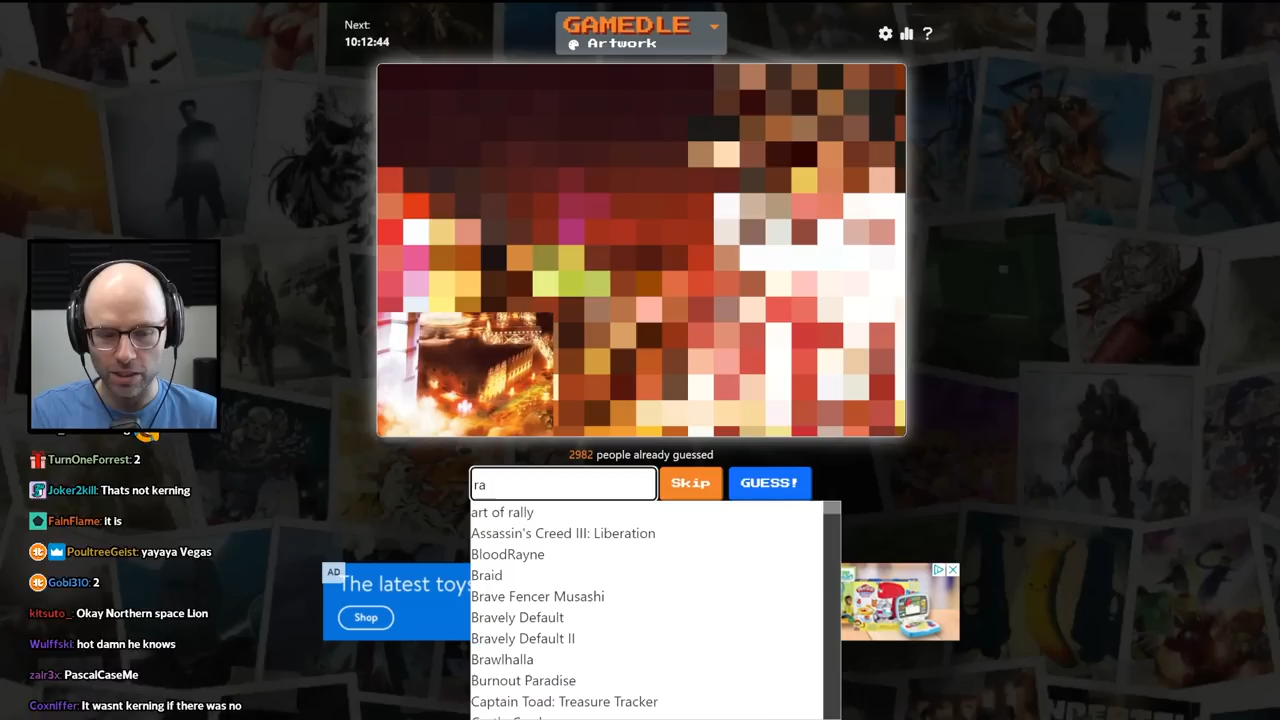 Next:
10:12:44
GAMEDLE
Artwork
?
TurnOneForrest: 2
Joker2kill: Thats not kerning
FalnFlame: it is
PoultreeGeist: yayaya Vegas
Gobl310: 2
kitsuto_: Okay Northern space Lion
Wulffski: hot damn he knows
zalr3x: PascalCaseMe
Coxniffer: It wasnt kerning if there was no
2982 people already guessed
ra
Skip
GUESS!
art of rally
Assassin's Creed III: Liberation
BloodRayne
Braid
Brave Fencer Musashi
Bravely Default
Bravely Default II
Brawlhalla
Burnout Paradise
Captain Toad: Treasure Tracker
AD
The latest toys
Shop